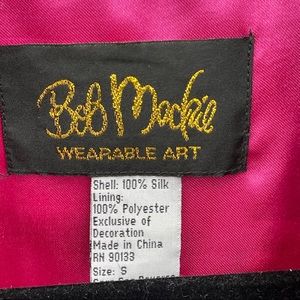 Bob Mackie
WEARABLE ART
Shell: 100% Silk
Lining:
100% Polyester
Exclusive of
Decoration
Made in China
RN 90133
Size: S
Reverse